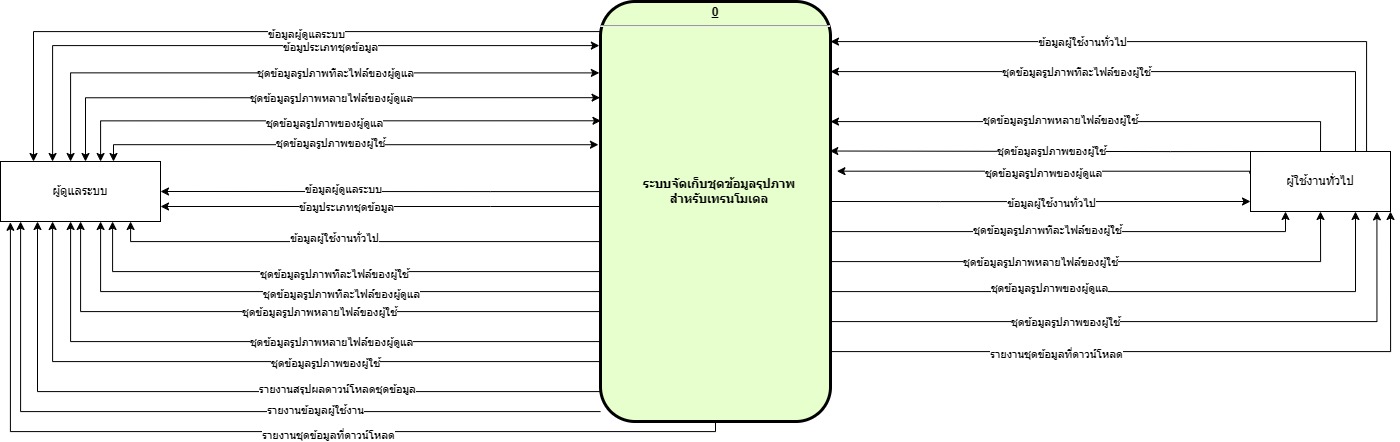 0
ข้อมูลผู้ดูแลระบบ
ข้อมูประเภทชุดข้อมูล
ชุดข้อมูลรูปภาพทีละไฟล์ของผู้ดูแล
ชุดข้อมูลรูปภาพหลายไฟล์ของผู้ดูแล
ชุดข้อมูลรูปภาพของผู้ดูแล
ชุดข้อมูลรูปภาพของผู้ใช้
ผู้ดูแลระบบ
ข้อมูลผู้ดูแลระบบ
ข้อมูประเภทชุดข้อมูล
ข้อมูลผู้ใช้งานทั่วไป
ชุดข้อมูลรูปภาพทีละไฟล์ของผู้ใช้
ชุดข้อมูลรูปภาพทีละไฟล์ของผู้ดูแล
ชุดข้อมูลรูปภาพหลายไฟล์ของผู้ใช้
ชุดข้อมูลรูปภาพหลายไฟล์ของผู้ดูแล
ชุดข้อมูลรูปภาพของผู้ใช้
รายงานสรุปผลดาวน์โหลดชุดข้อมูล
รายงานข้อมูลผู้ใช้งาน
รายงานชุดข้อมูลที่ดาวน์โหลด
ระบบจัดเก็บชุดข้อมูลรุปภาพ
สำหรับเทรนโมเดล
ข้อมูลผู้ใช้งานทั่วไป
ชุดข้อมูลรูปภาพทีละไฟล์ของผู้ใช้
ชุดข้อมูลรูปภาพหลายไฟล์ของผู้ใช้
ชุดข้อมูลรูปภาพของผู้ใช้
ชุดข้อมูลรูปภาพของผู้ดูแล
ผู้ใช้งานทั่วไป
ข้อมูลผู้ใช้งานทั่วไป
ชุดข้อมูลรูปภาพทีละไฟล์ของผู้ใช้
ชุดข้อมูลรูปภาพหลายไฟล์ของผู้ใช้
ชุดข้อมูลรูปภาพของผู้ดูแล
ชุดข้อมูลรูปภาพของผู้ใช้
รายงานชุดข้อมูลที่ดาวน์โหลด